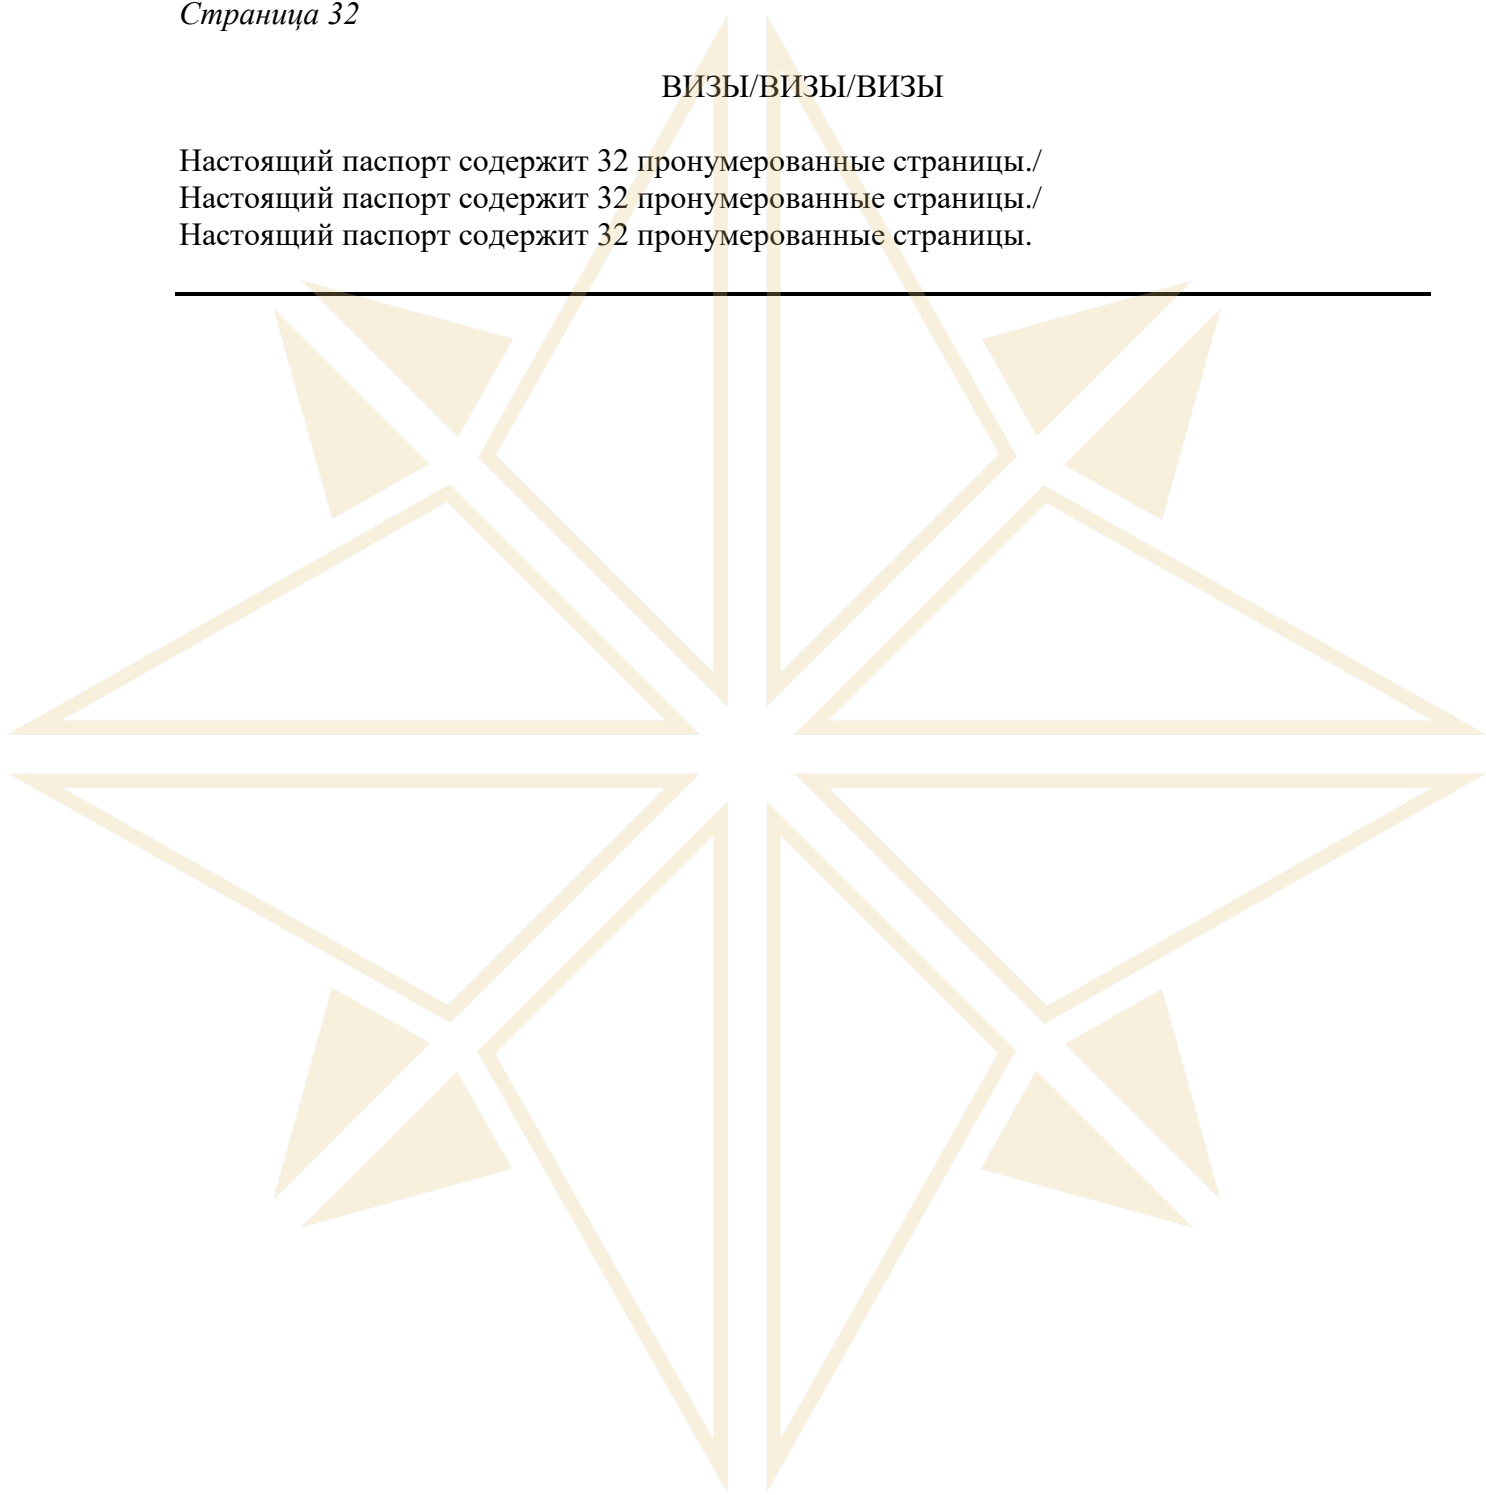 Страница 32
ВИЗЫ/ВИЗЫ/ВИЗЫ
Настоящий паспорт содержит 32 пронумерованные страницы./
Настоящий паспорт содержит 32 пронумерованные страницы./
Настоящий паспорт содержит 32 пронумерованные страницы.